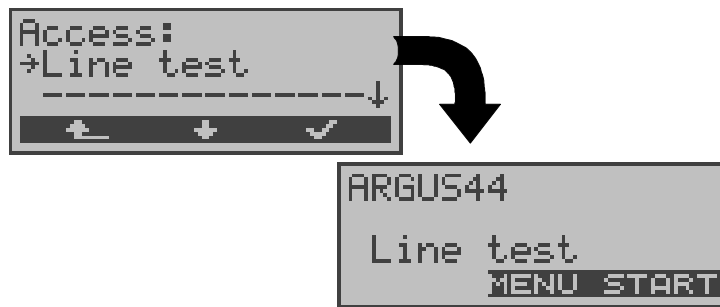 Access:
→Line test
---------------↓
ARGUS44
Line test
MENU START